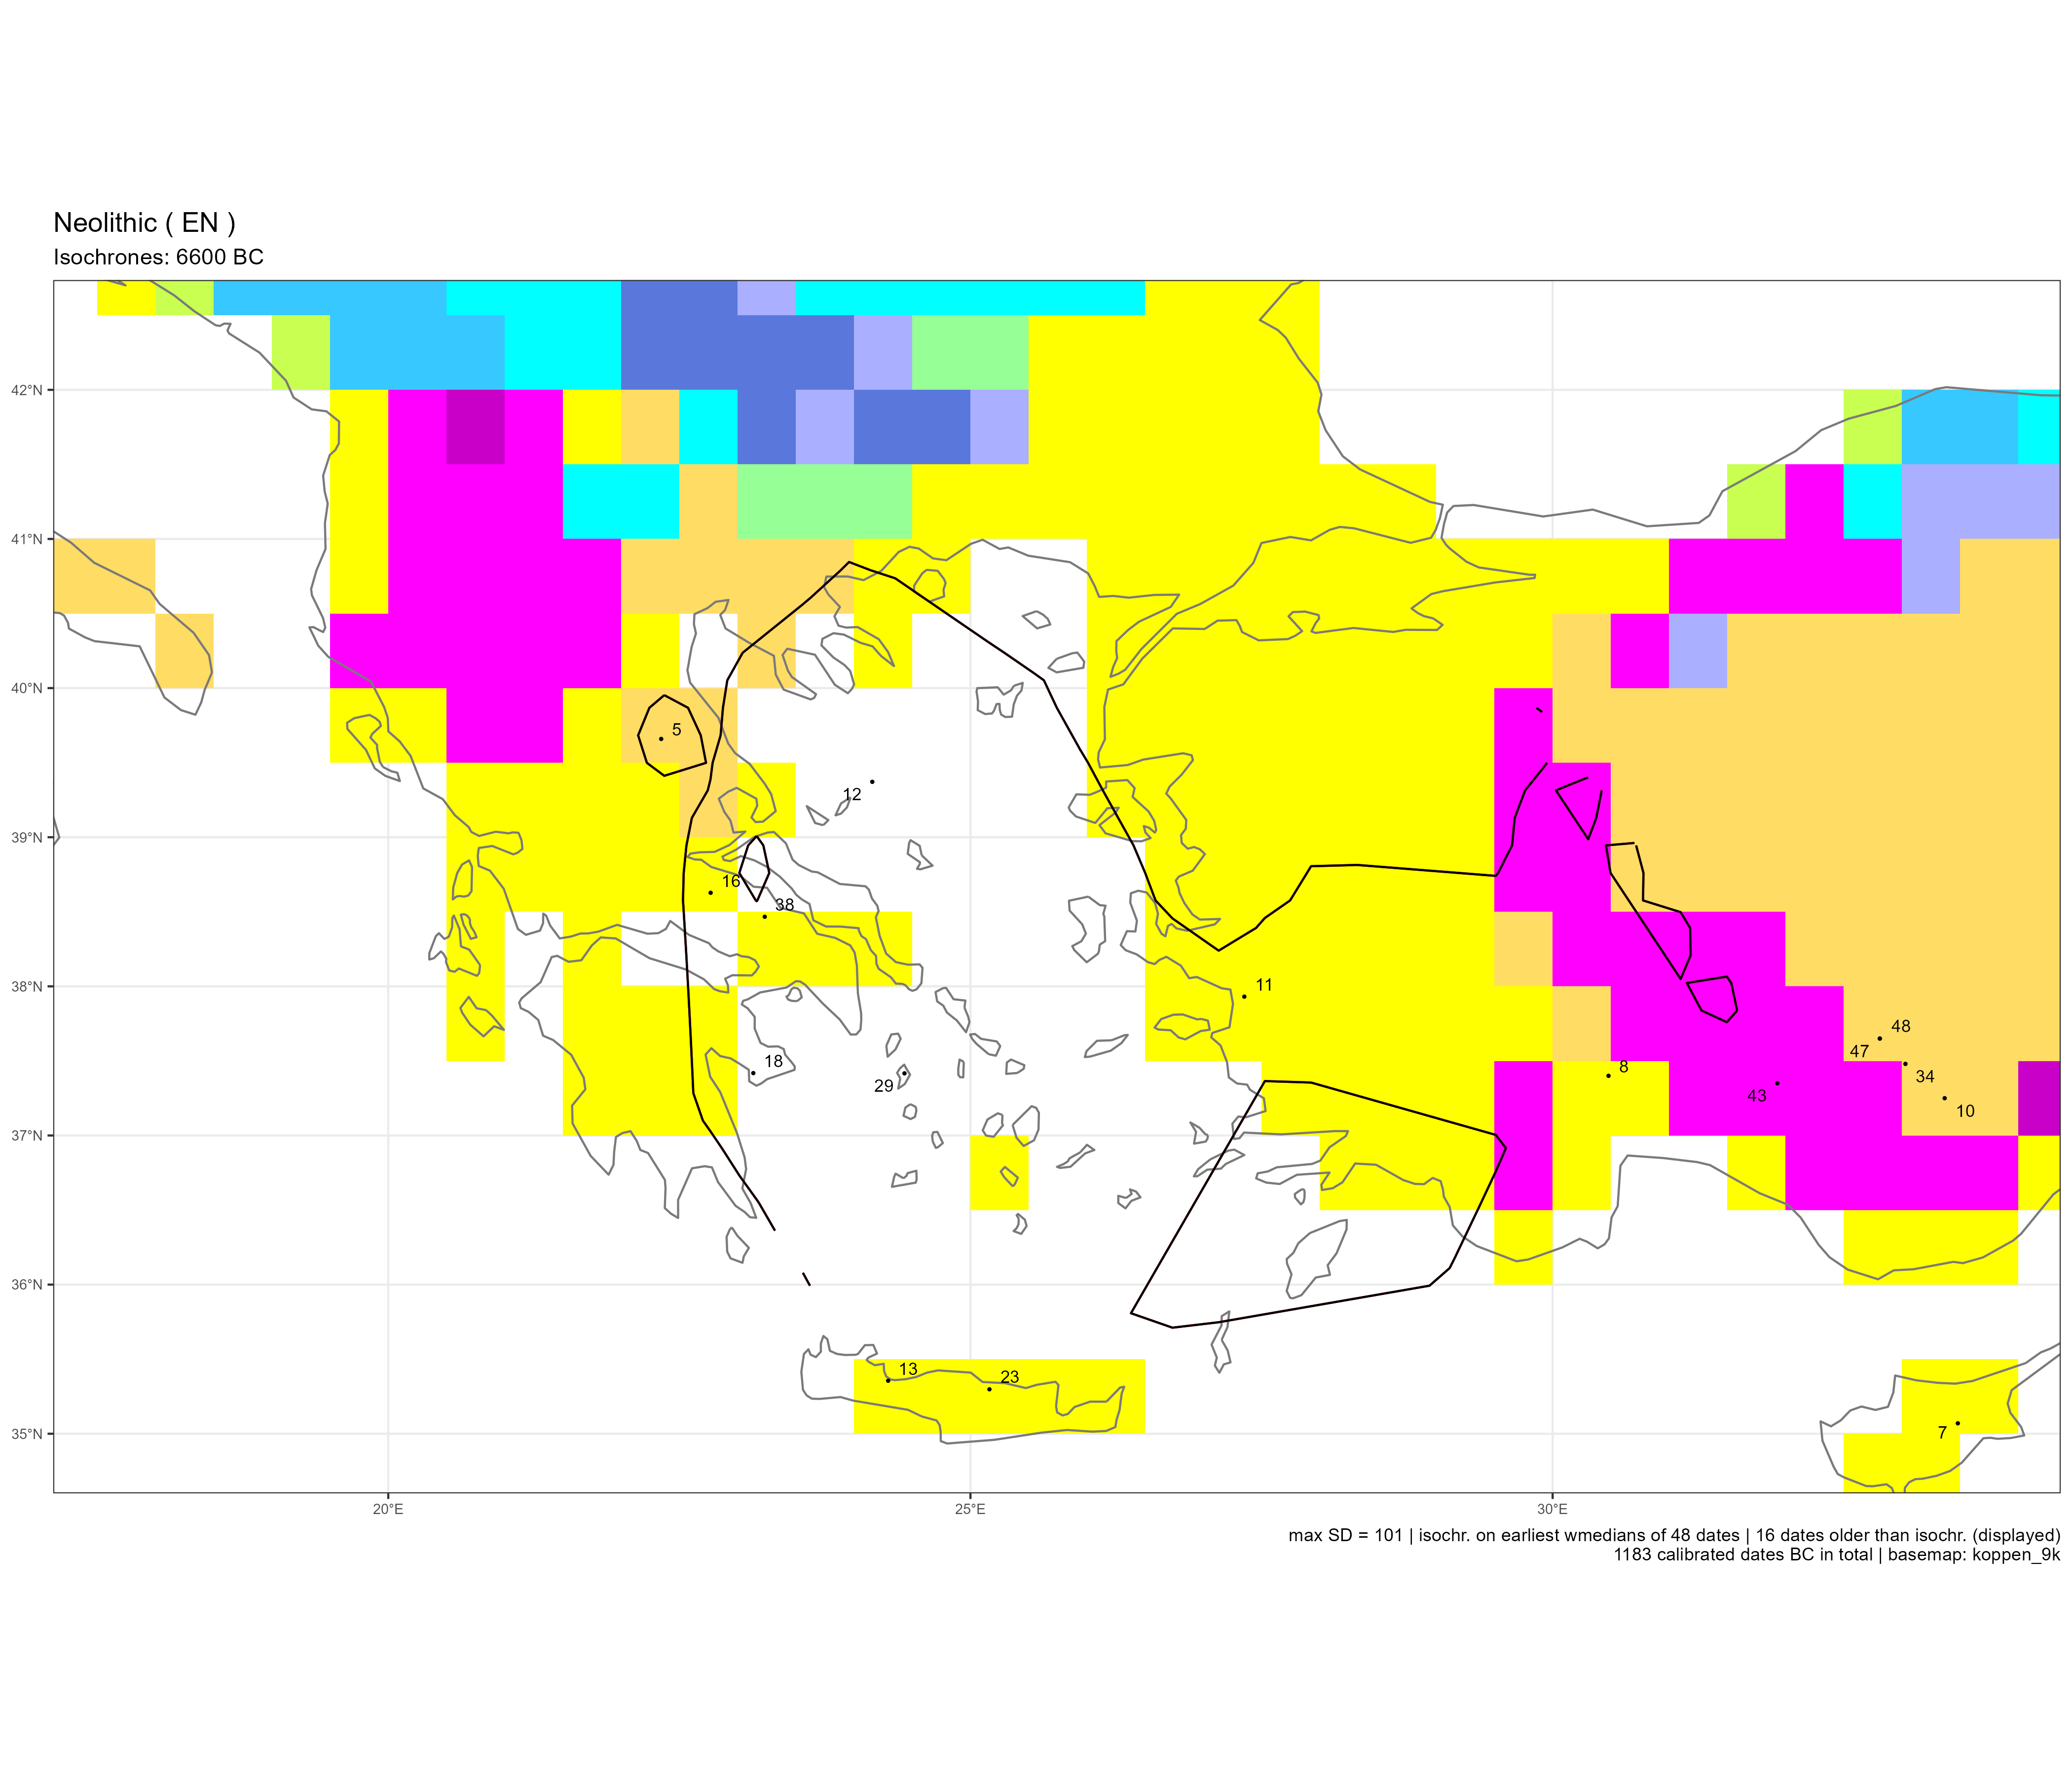 Neolithic ( EN )
Isochrones: 6600 BC
42°N
41°N
40°N
5
12
39°N
16
38
11
38°N
48
47
18
8
29
34
43
10
37°N
36°N
13
23
7
35°N
20°E
25°E
30°E
max SD = 101 | isochr. on earliest wmedians of 48 dates | 16 dates older than isochr. (displayed)
1183 calibrated dates BC in total | basemap: koppen_9k